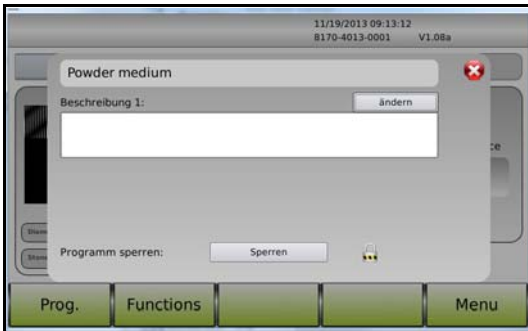 11/19/2013 09:13:12
8170-4013-0001 V1.08a
Powder medium
Beschreibung 1:
ändern
Programm sperren:
Sperren
Prog.
Functions
Menu